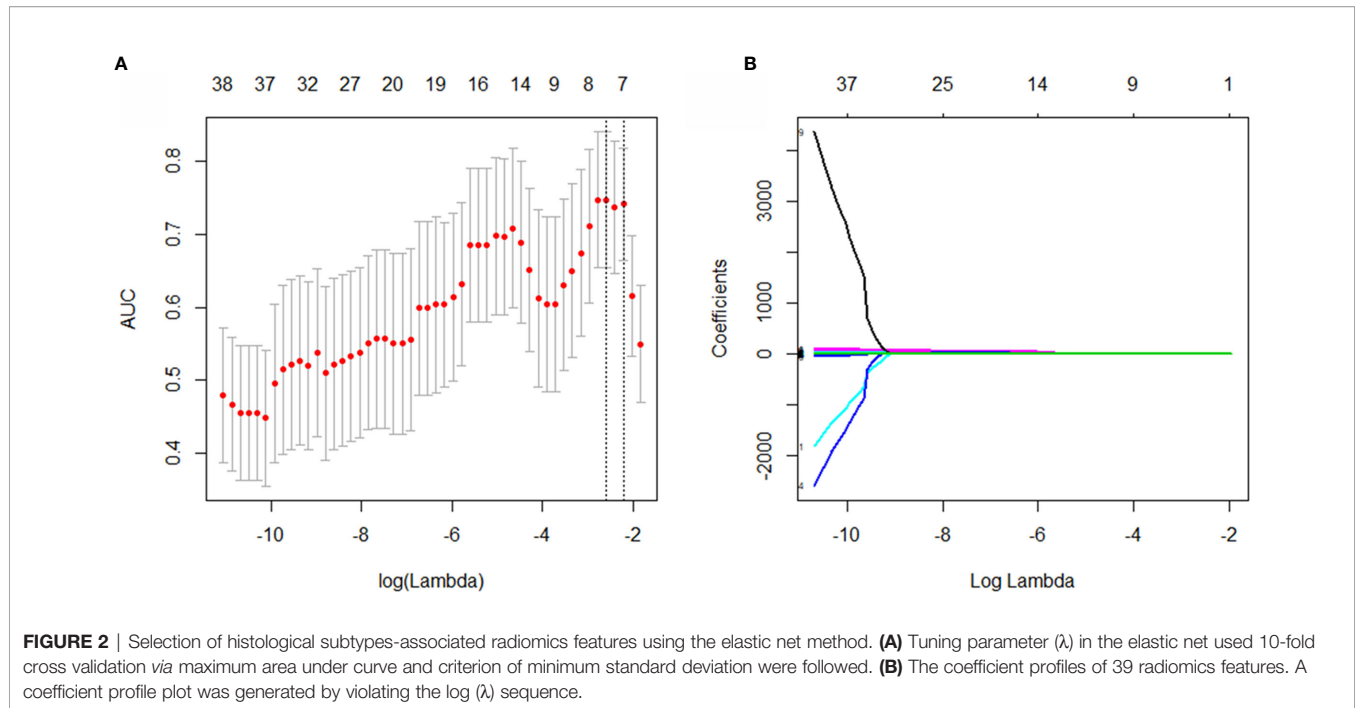 A
38 37 32 27 20 19 16 14 9 8 7
0.8
0.7
0.6
0.5
0.4
AUC
-10 -8 -6 -4 -2
log(Lambda)
B
37 25 14 9 1
3000
1000
0
-2000
Coefficients
9
1
4
-10 -8 -6 -4 -2
Log Lambda
FIGURE 2 | Selection of histological subtypes-associated radiomics features using the elastic net method. (A) Tuning parameter (λ) in the elastic net used 10-fold
cross validation via maximum area under curve and criterion of minimum standard deviation were followed. (B) The coefficient profiles of 39 radiomics features. A
coefficient profile plot was generated by violating the log (λ) sequence.